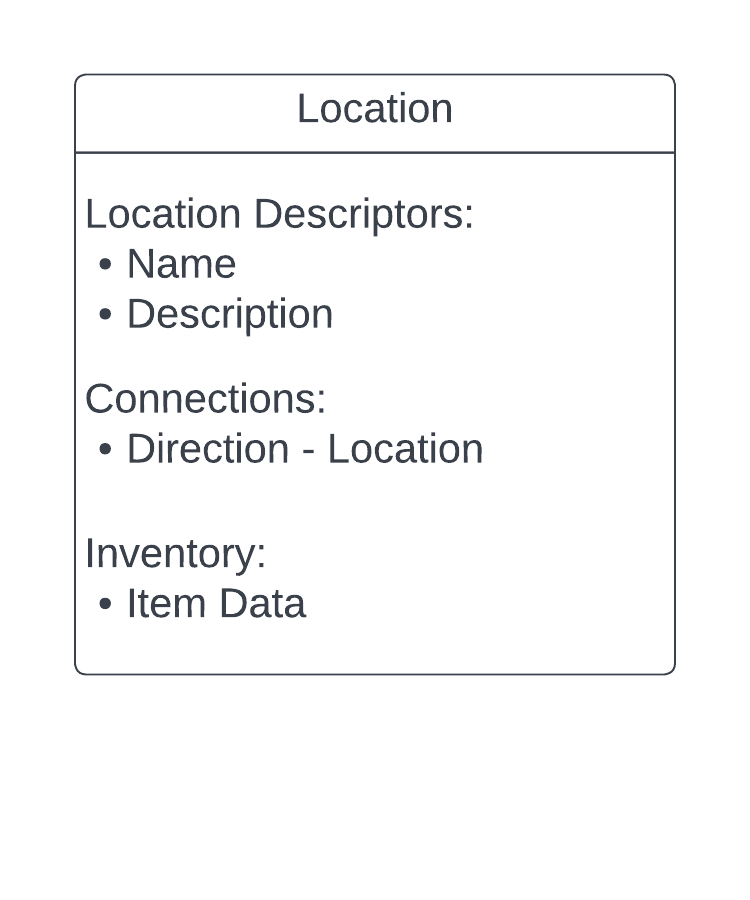 Location
Location Descriptors:
• Name
• Description
Connections:
• Direction - Location
Inventory:
• Item Data